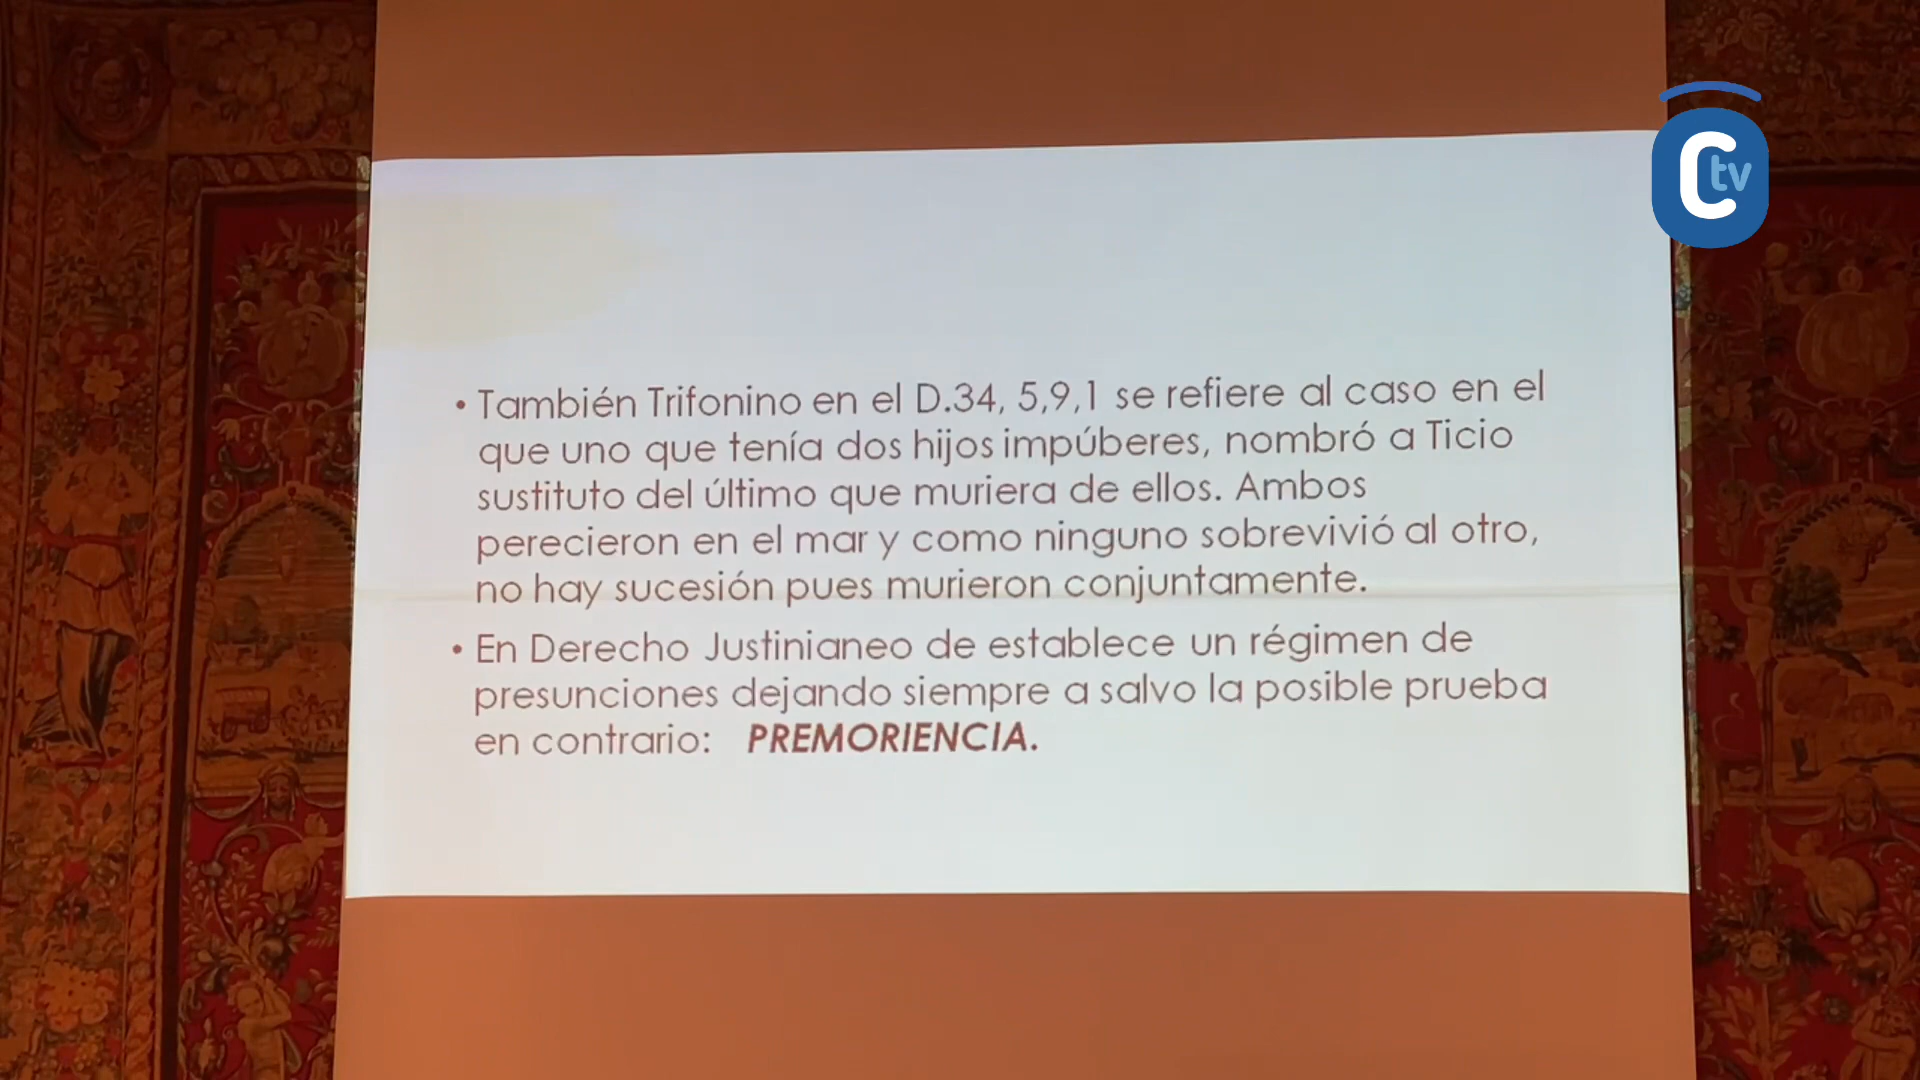 Ctv
• También Trifonino en el D.34, 5,9,1 se refiere al caso en el
que uno que tenía dos hijos impúberes, nombró a Ticio
sustituto del último que muriera de ellos. Ambos
perecieron en el mar y como ninguno sobrevivió al otro,
no hay sucesión pues murieron conjuntamente.
• En Derecho Justinianeo de establece un régimen de
presunciones dejando siempre a salvo la posible prueba
en contrario: PREMORIENCIA.